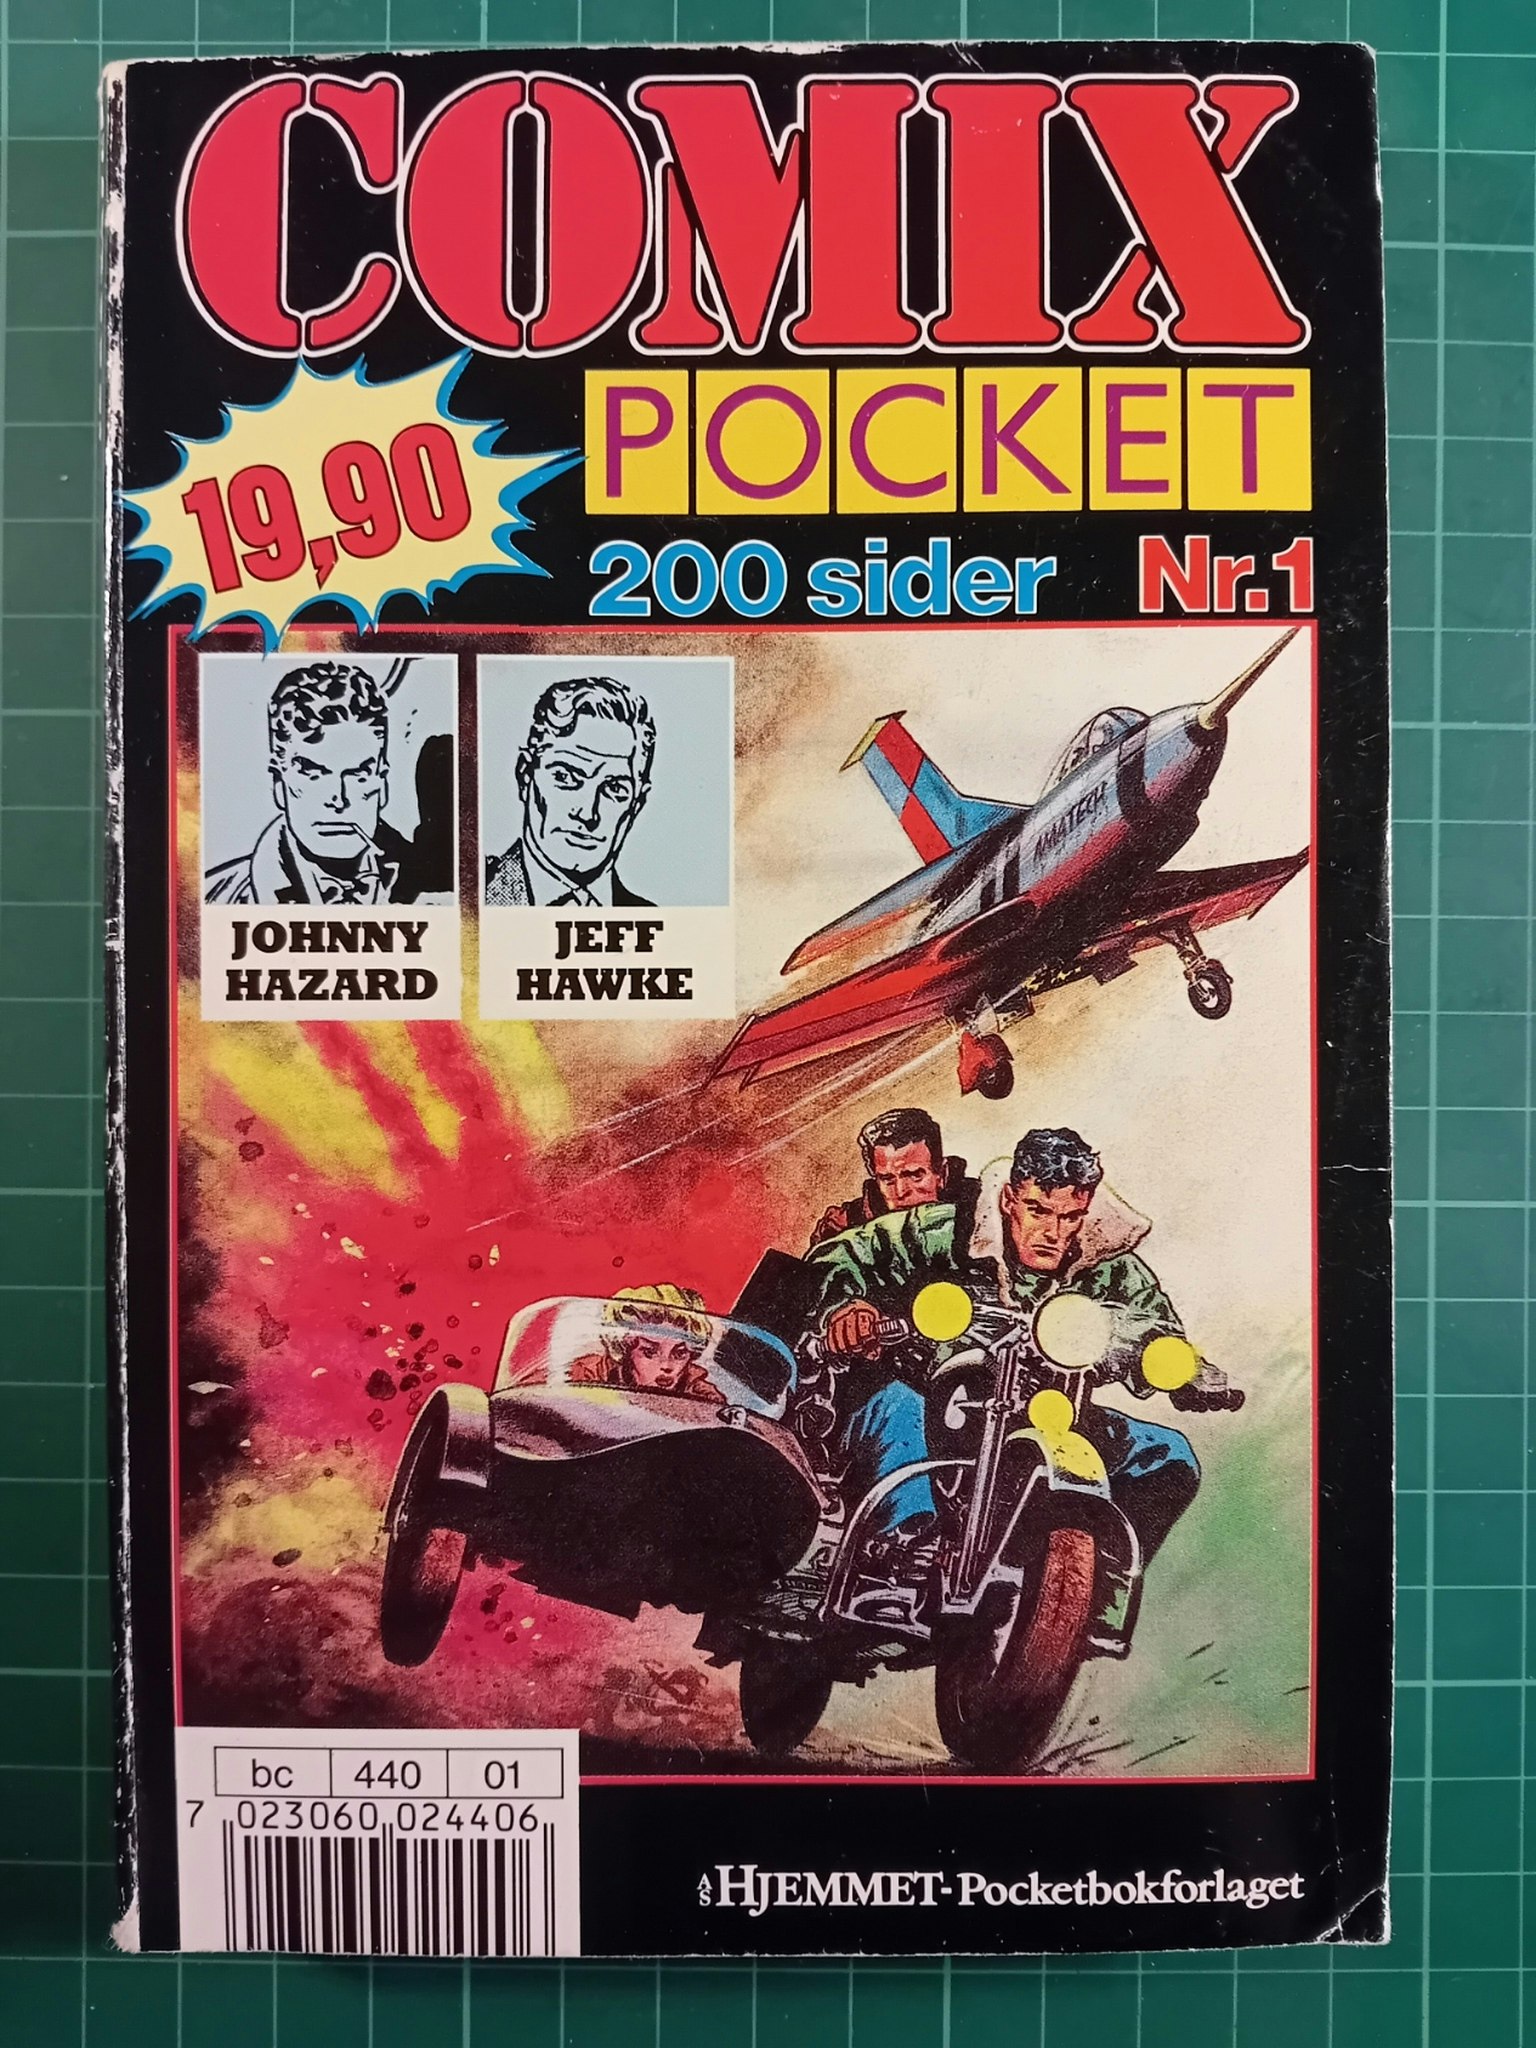 COMIX
POCKET
19,90
200 sider Nr.1
JOHNNY
HAZARD
JEFF
HAWKE
AMATECH
bc 440 01
7 023060 024406
A/S HJEMMET-Pocketbokforlaget